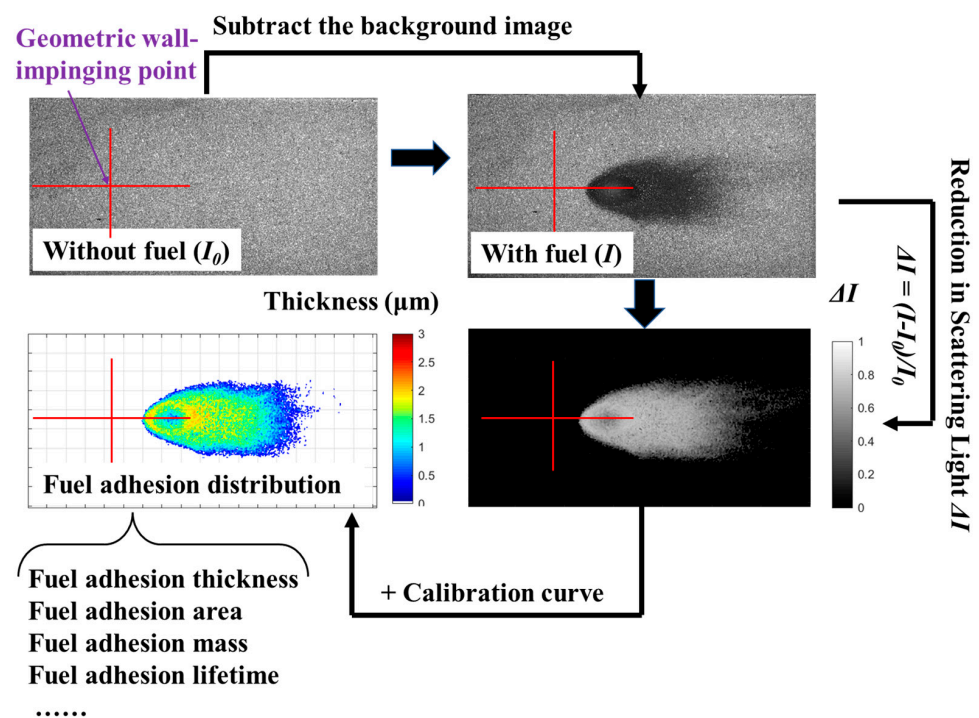 Subtract the background image
Geometric wall-
impinging point
Without fuel (I₀)
With fuel (I)
Reduction in Scattering Light ΔI
ΔI = (I-I₀)/I₀
ΔI
1
0.8
0.6
0.4
0.2
0
Thickness (μm)
3
2.5
2.0
1.5
1.0
0.5
0
Fuel adhesion distribution
+ Calibration curve
Fuel adhesion thickness
Fuel adhesion area
Fuel adhesion mass
Fuel adhesion lifetime
……